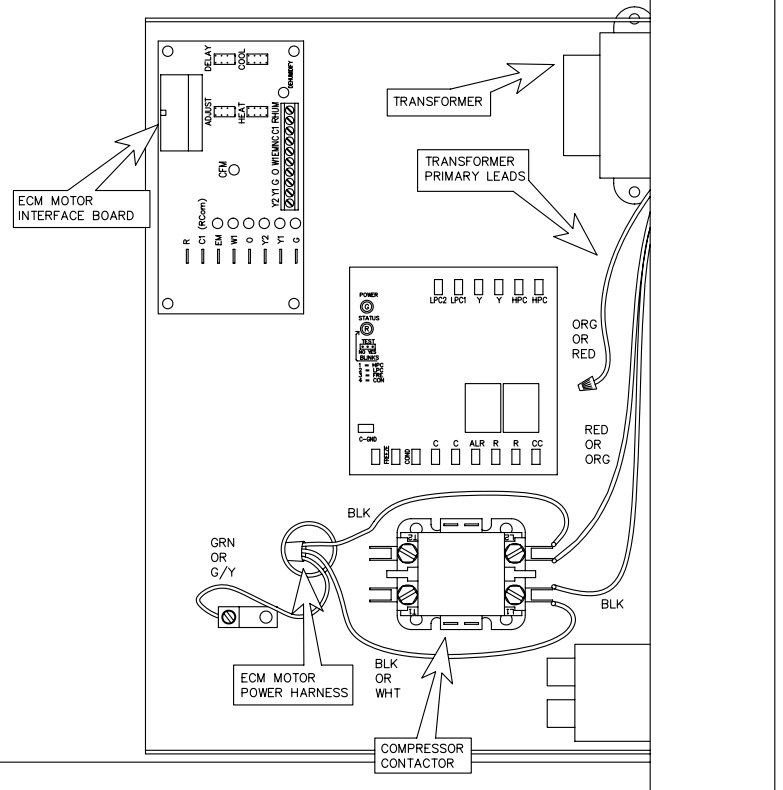 DELAY
COOL
DEHUMIDIFY
ADJUST
HEAT
Y2 Y1 G O W1 EM NC C1 R HUM
CFM
(RCom)
R
C1
EM
W1
O
Y2
Y1
G
TRANSFORMER
TRANSFORMER
PRIMARY LEADS
ECM MOTOR
INTERFACE BOARD
LPC2 LPC1 Y Y HPC HPC
POWER
G
STATUS
R
TEST
NO YES
BLINKS
C-GND
FREEZE
COND
C C ALR R R CC
ORG
OR
RED
RED
OR
ORG
BLK
GRN
OR
G/Y
BLK
ECM MOTOR
POWER HARNESS
BLK
OR
WHT
COMPRESSOR
CONTACTOR